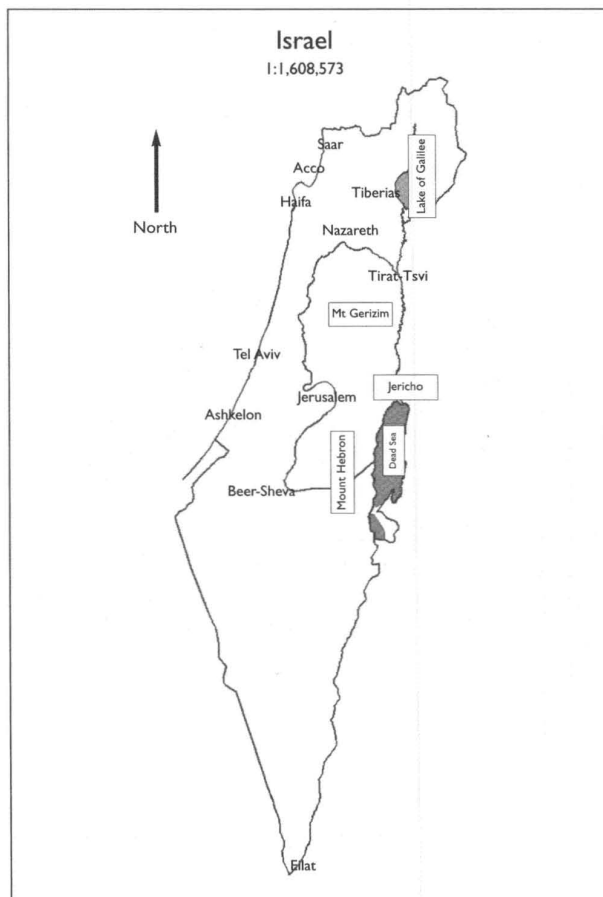 Israel
1:1,608,573
North
Saar
Acco
Haifa
Tiberias
Lake of Galilee
Nazareth
Tirat-Tsvi
Mt Gerizim
Tel Aviv
Jericho
Jerusalem
Ashkelon
Dead Sea
Mount Hebron
Beer-Sheva
Eilat